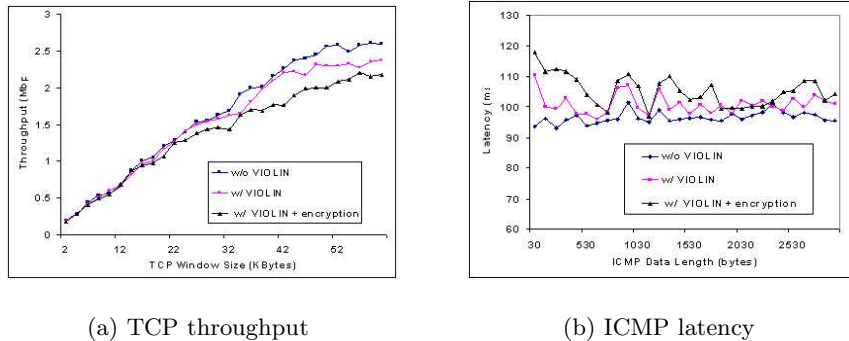 3
2.5
2
1.5
1
0.5
0
Throughput (Mbp
2 12 22 32 42 52
TCP Window Size (KBytes)
w/o VIOLIN
w/ VIOLIN
w/ VIOLIN + encryption
(a) TCP throughput
130
120
110
100
90
80
70
60
Latency (ms
30 530 1030 1530 2030 2530
ICMP Data Length (bytes)
w/o VIOLIN
w/ VIOLIN
w/ VIOLIN + encryption
(b) ICMP latency